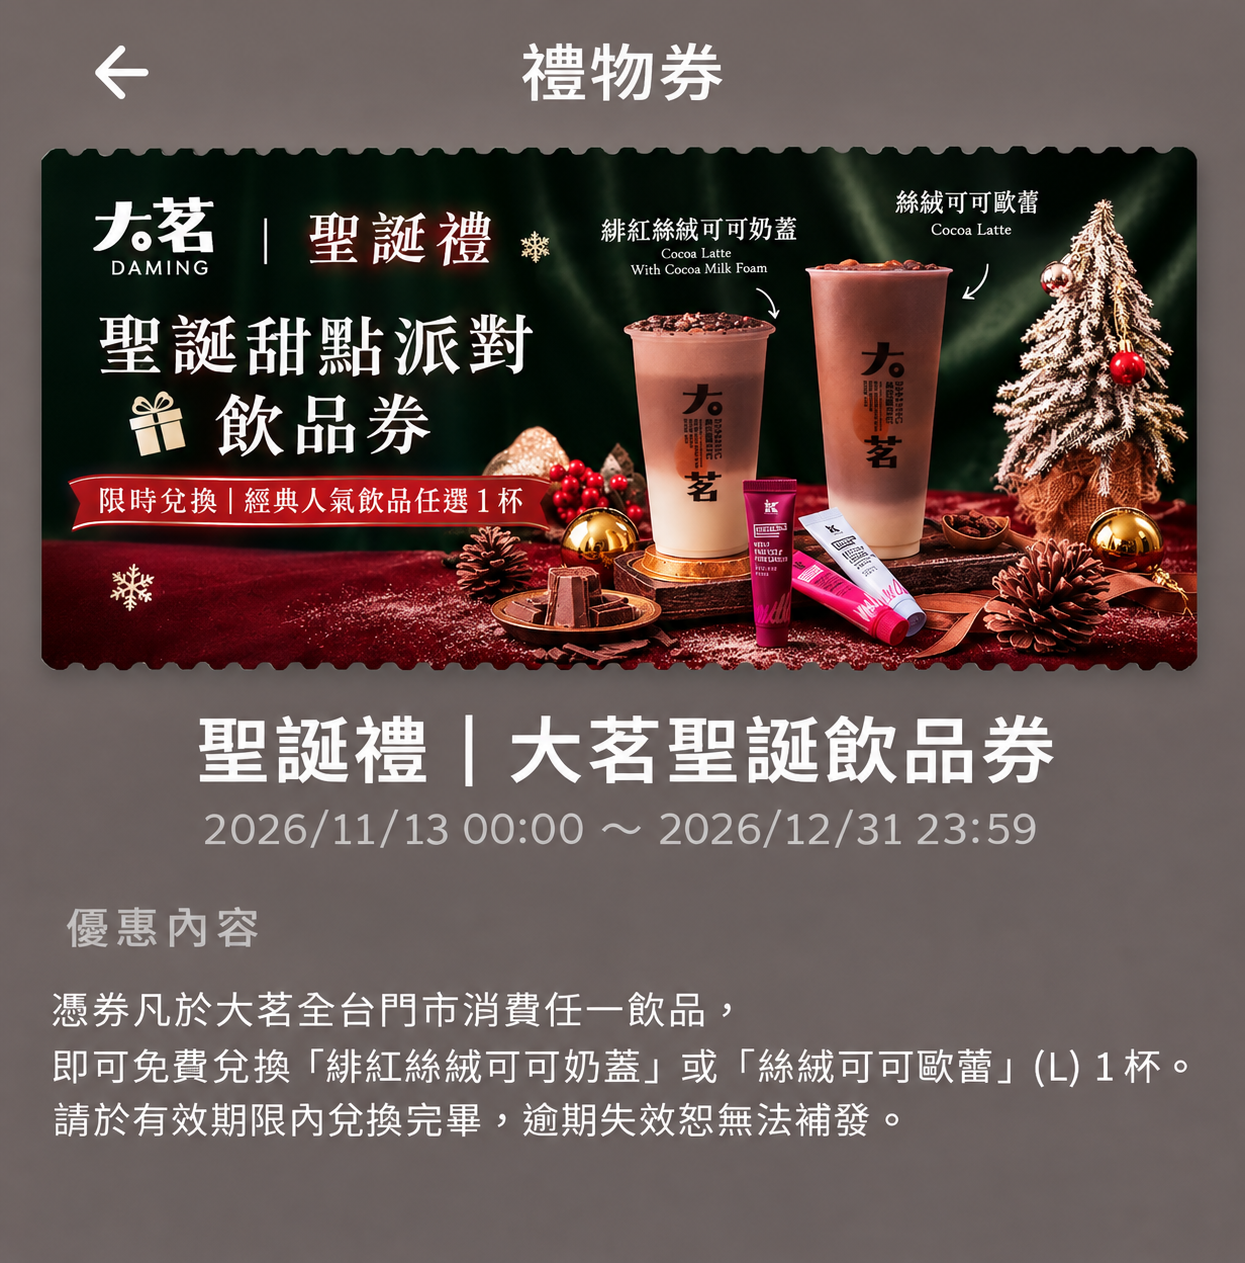 禮物券
大茗
DAMING
|
聖誕禮
聖誕甜點派對
飲品券
限時兌換 | 經典人氣飲品任選 1 杯
緋紅絲絨可可奶蓋
Cocoa Latte
With Cocoa Milk Foam
絲絨可可歐蕾
Cocoa Latte
大茗
大茗
聖誕禮｜大茗聖誕飲品券
2026/11/13 00:00 ～ 2026/12/31 23:59
優惠內容
憑券凡於大茗全台門市消費任一飲品，
即可免費兌換「緋紅絲絨可可奶蓋」或「絲絨可可歐蕾」(L) 1 杯。
請於有效期限內兌換完畢，逾期失效恕無法補發。